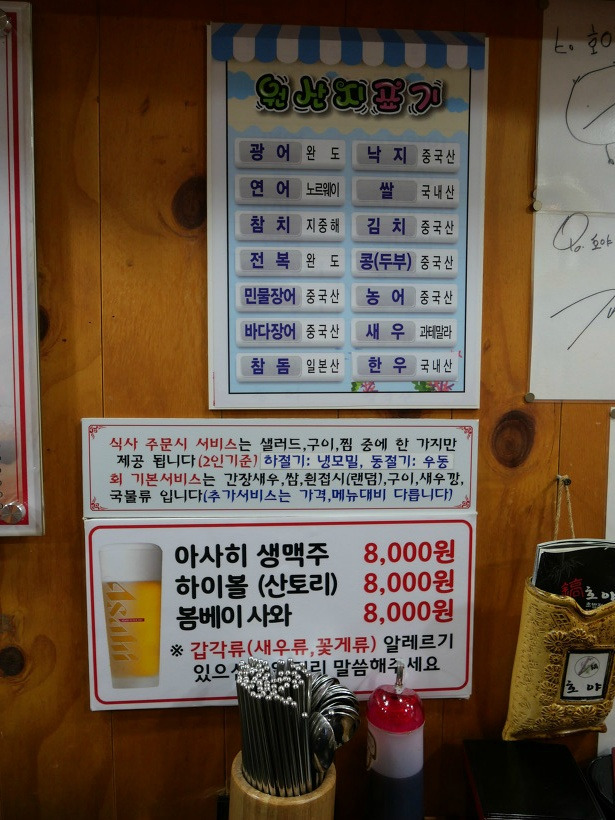 원산지표기
광어 완도 낙지 중국산
연어 노르웨이 쌀 국내산
참치 지중해 김치 중국산
전복 완도 콩(두부) 중국산
민물장어 중국산 농어 중국산
바다장어 중국산 새우 과테말라
참돔 일본산 한우 국내산
식사 주문시 서비스는 샐러드,구이,찜 중에 한 가지만
제공 됩니다(2인기준) 하절기: 냉모밀, 동절기: 우동
회 기본서비스는 간장새우,쌉,흰접시(랜덤),구이,새우깡,
국물류 입니다(추가서비스는 가격,메뉴대비 다릅니다)
아사히 생맥주 8,000원
하이볼 (산토리) 8,000원
봄베이사와 8,000원
※ 갑각류(새우류,꽃게류) 알레르기
있으 말씀해주세요
Asahi
호야